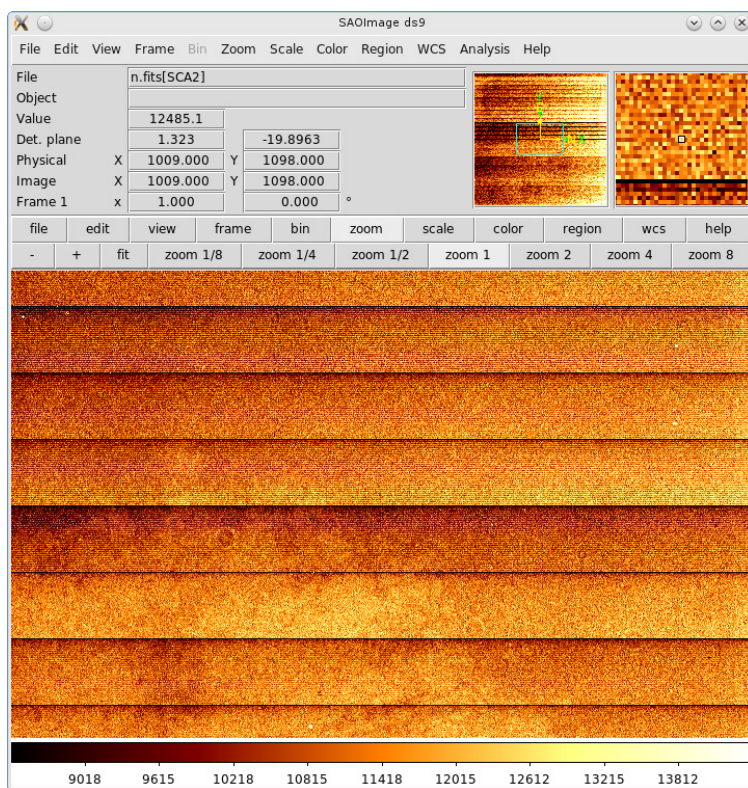 SAOImage ds9
File Edit View Frame Bin Zoom Scale Color Region WCS Analysis Help
File n.fits[SCA2]
Object
Value 12485.1
Det. plane 1.323 -19.8963
Physical X 1009.000 Y 1098.000
Image X 1009.000 Y 1098.000
Frame 1 x 1.000 0.000 °
file edit view frame bin zoom scale color region wcs help
- + fit zoom 1/8 zoom 1/4 zoom 1/2 zoom 1 zoom 2 zoom 4 zoom 8
9018 9615 10218 10815 11418 12015 12612 13215 13812